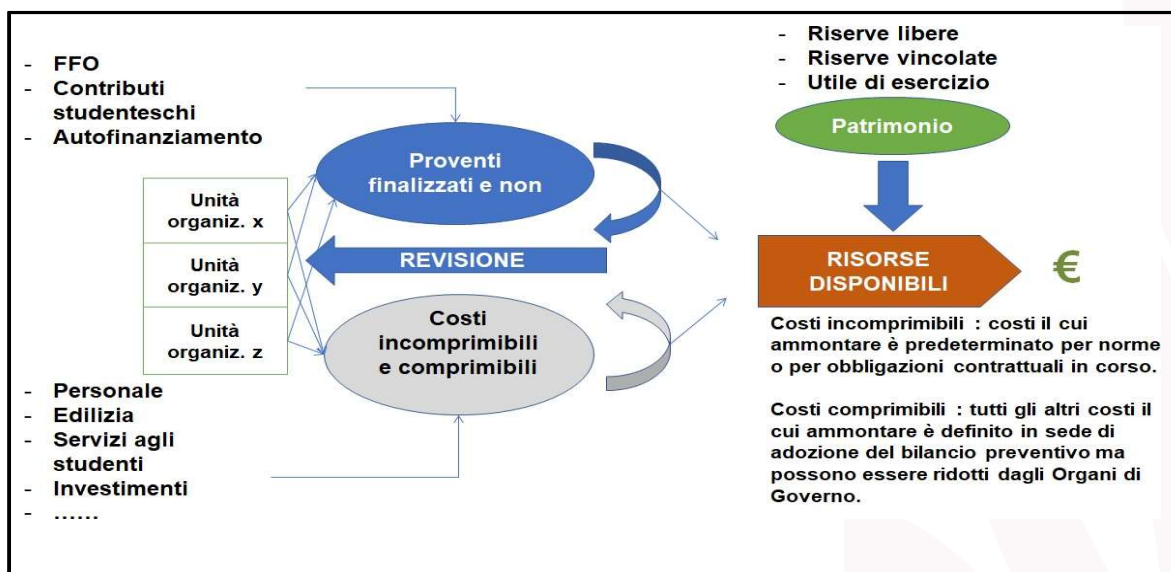 - FFO
- Contributi
studenteschi
- Autofinanziamento
Unità
organiz. x
Unità
organiz. y
Unità
organiz. z
- Personale
- Edilizia
- Servizi agli
studenti
- Investimenti
- ......
Proventi
finalizzati e non
REVISIONE
Costi
incomprimibili
e comprimibili
- Riserve libere
- Riserve vincolate
- Utile di esercizio
Patrimonio
RISORSE
DISPONIBILI
€
Costi incomprimibili : costi il cui
ammontare è predeterminato per norme
o per obbligazioni contrattuali in corso.
Costi comprimibili : tutti gli altri costi il
cui ammontare è definito in sede di
adozione del bilancio preventivo ma
possono essere ridotti dagli Organi di
Governo.